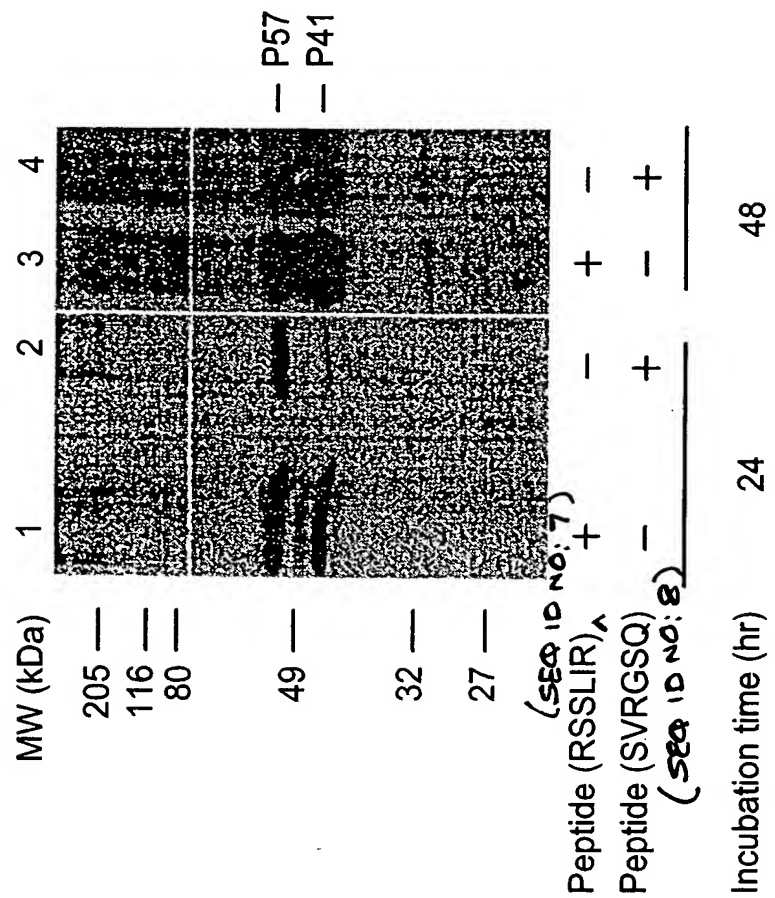 MW (kDa) 1 2 3 4
205 —
116 —
80 —
49 —
32 —
27 —
— P57
— P41
(SEQ ID NO: 7)
Peptide (RSSLIR)^ + − + −
Peptide (SVRGSQ) − + − +
(SEQ ID NO: 8)
Incubation time (hr) 24 48